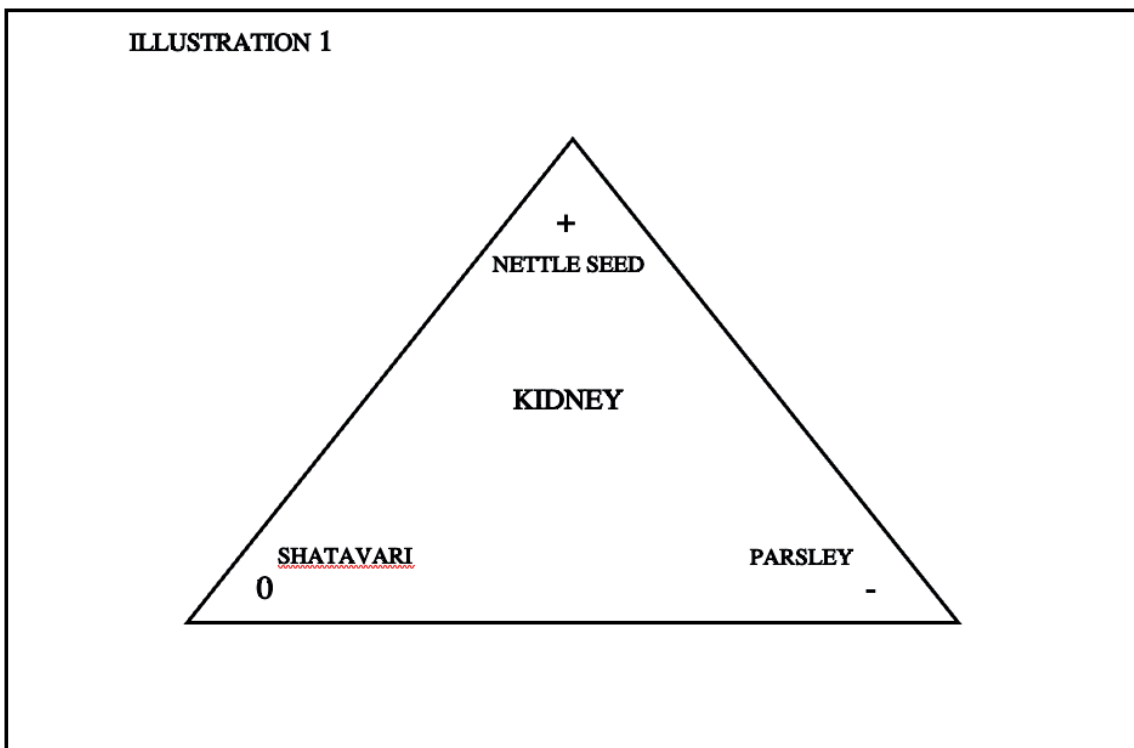 ILLUSTRATION 1
+
NETTLE SEED
KIDNEY
SHATAVARI
PARSLEY
0
-